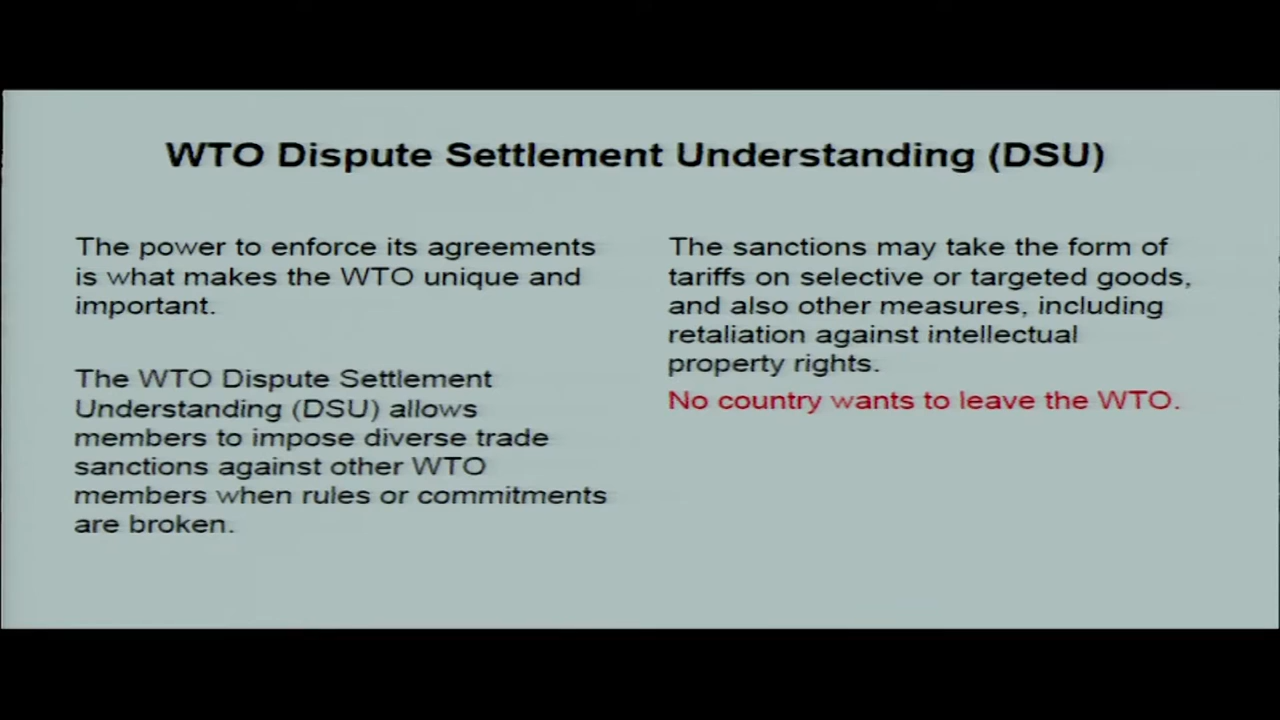 WTO Dispute Settlement Understanding (DSU)
The power to enforce its agreements
is what makes the WTO unique and
important.
The WTO Dispute Settlement
Understanding (DSU) allows
members to impose diverse trade
sanctions against other WTO
members when rules or commitments
are broken.
The sanctions may take the form of
tariffs on selective or targeted goods,
and also other measures, including
retaliation against intellectual
property rights.
No country wants to leave the WTO.